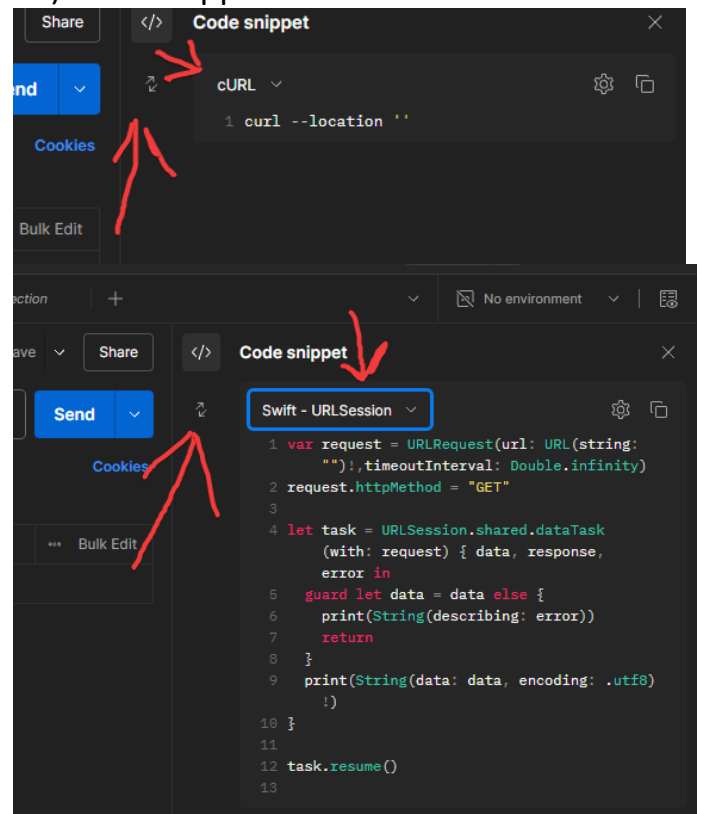 Share </> Code snippet
nd
cURL
1 curl --location ''
Cookies
Bulk Edit
ection + No environment
ave Share </> Code snippet
Send
Swift - URLSession
1 var request = URLRequest(url: URL(string:
"")!,timeoutInterval: Double.infinity)
Cookies
2 request.httpMethod = "GET"
3
4 let task = URLSession.shared.dataTask
(with: request) { data, response,
error in
••• Bulk Edit
5 guard let data = data else {
6 print(String(describing: error))
7 return
8 }
9 print(String(data: data, encoding: .utf8)
!)
10 }
11
12 task.resume()
13